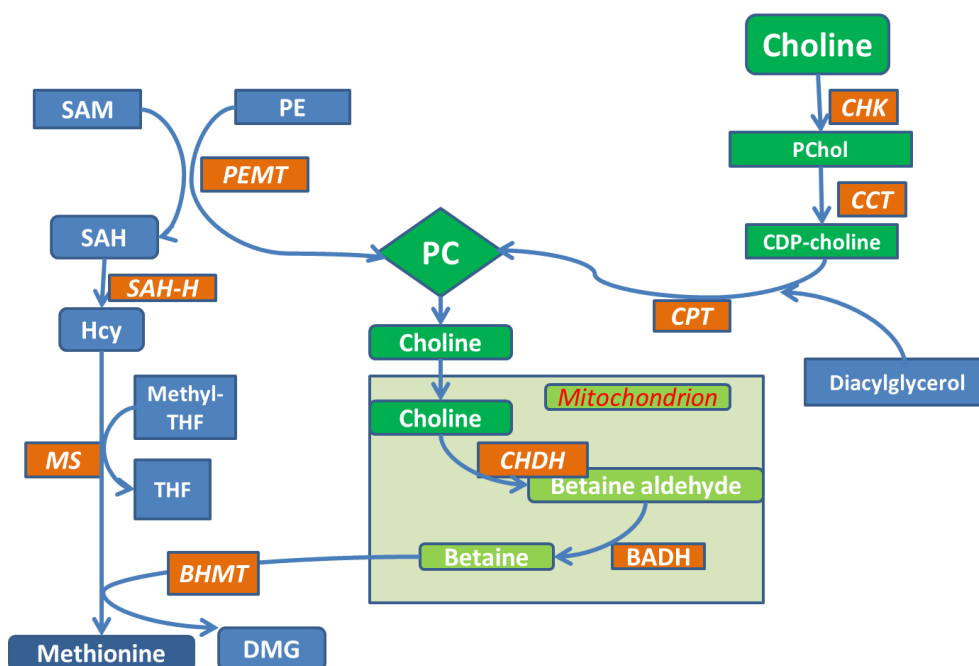 Choline
SAM
PE
CHK
PChol
PEMT
CCT
SAH
PC
CDP-choline
SAH-H
CPT
Hcy
Choline
Diacylglycerol
Mitochondrion
Methyl-
THF
Choline
MS
CHDH
THF
Betaine aldehyde
Betaine
BADH
BHMT
Methionine
DMG